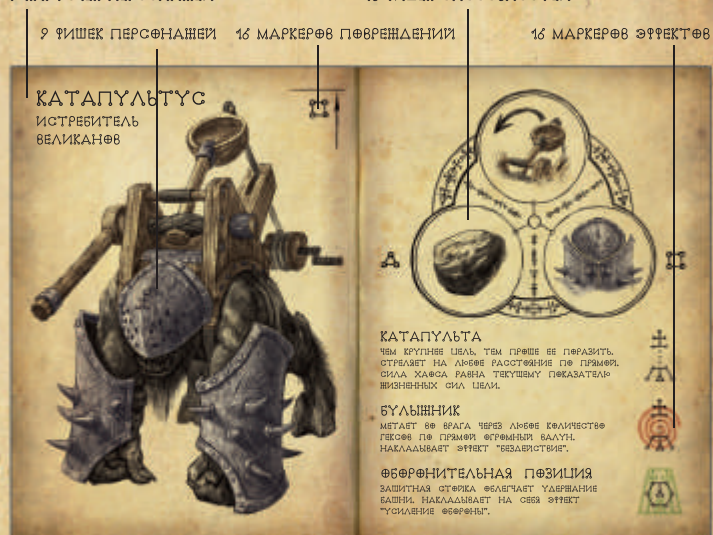 9 ФИШЕК ПЕРСОНАЖЕЙ 16 МАРКЕРОВ ПОВРЕЖДЕНИЙ 16 МАРКЕРОВ ЭФФЕКТОВ
КАТАПУЛЬТУС
ИСТРЕБИТЕЛЬ
ВЕЛИКАНОВ
КАТАПУЛЬТА
ЧЕМ КРУПНЕЕ ЦЕЛЬ, ТЕМ ПРОЩЕ ЕЕ ПОРАЗИТЬ.
СТРЕЛЯЕТ НА ЛЮБОЕ РАССТОЯНИЕ ПО ПРЯМОЙ.
СИЛА ХАОСА РАВНА ТЕКУЩЕМУ ПОКАЗАТЕЛЮ
ЖИЗНЕННЫХ СИЛ ЦЕЛИ.
БУЛЫЖНИК
МЕТАЕТ ВО ВРАГА ЧЕРЕЗ ЛЮБОЕ КОЛИЧЕСТВО
ГЕКСОВ ПО ПРЯМОЙ ОГРОМНЫЙ ВАЛУН.
НАКЛАДЫВАЕТ ЭФФЕКТ "БЕЗДЕЙСТВИЕ".
ОБОРОНИТЕЛЬНАЯ ПОЗИЦИЯ
ЗАЩИТНАЯ СТОЙКА ОБЛЕГЧАЕТ УДЕРЖАНИЕ
БАШНИ. НАКЛАДЫВАЕТ НА СЕБЯ ЭФФЕКТ
"УСИЛЕНИЕ ОБОРОНЫ".